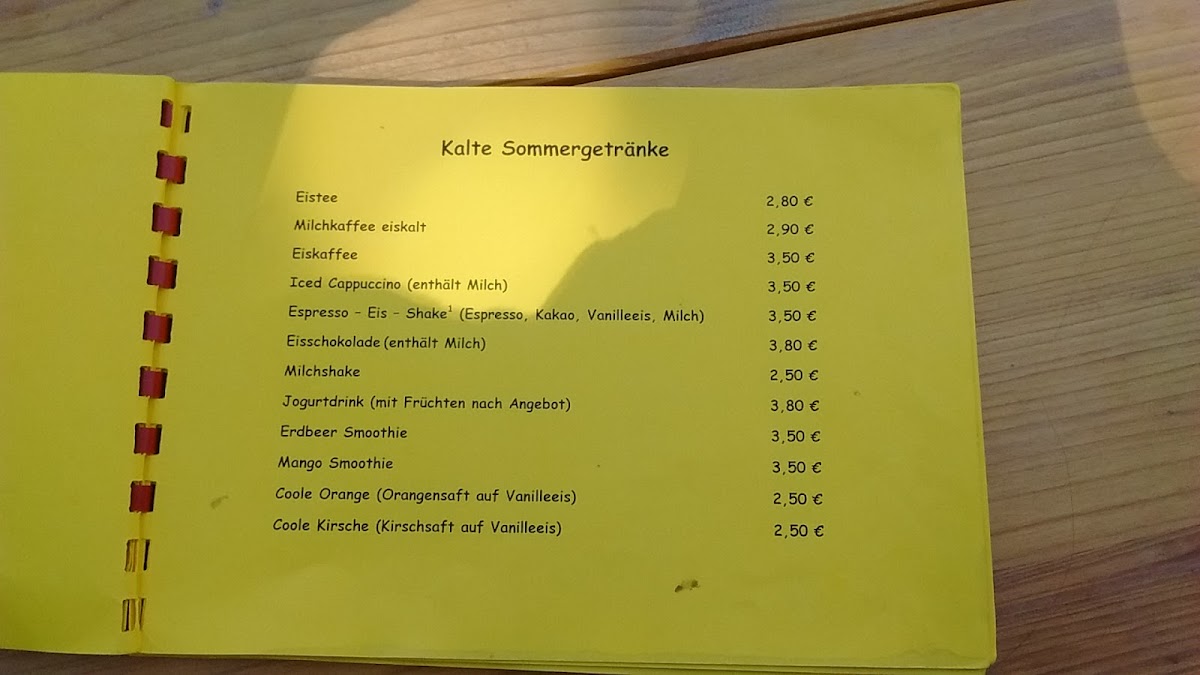 Kalte Sommergetränke
Eistee 2,80 €
Milchkaffee eiskalt 2,90 €
Eiskaffee 3,50 €
Iced Cappuccino (enthält Milch) 3,50 €
Espresso - Eis - Shake¹ (Espresso, Kakao, Vanilleeis, Milch) 3,50 €
Eisschokolade (enthält Milch) 3,80 €
Milchshake 2,50 €
Jogurtdrink (mit Früchten nach Angebot) 3,80 €
Erdbeer Smoothie 3,50 €
Mango Smoothie 3,50 €
Coole Orange (Orangensaft auf Vanilleeis) 2,50 €
Coole Kirsche (Kirschsaft auf Vanilleeis) 2,50 €